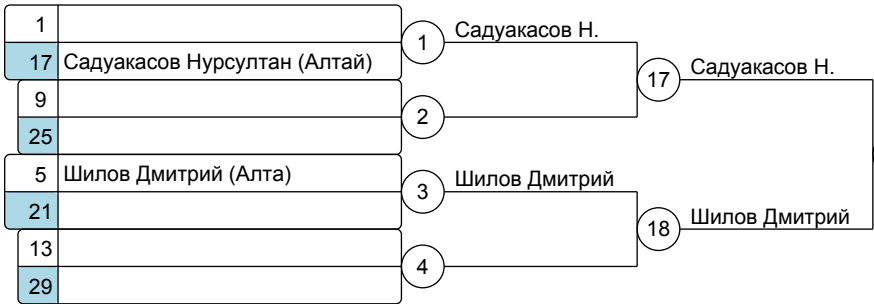 1
17 Садуакасов Нурсултан (Алтай)
9
25
5 Шилов Дмитрий (Алта)
21
13
29
1 Садуакасов Н.
2
3 Шилов Дмитрий
4
17 Садуакасов Н.
18 Шилов Дмитрий